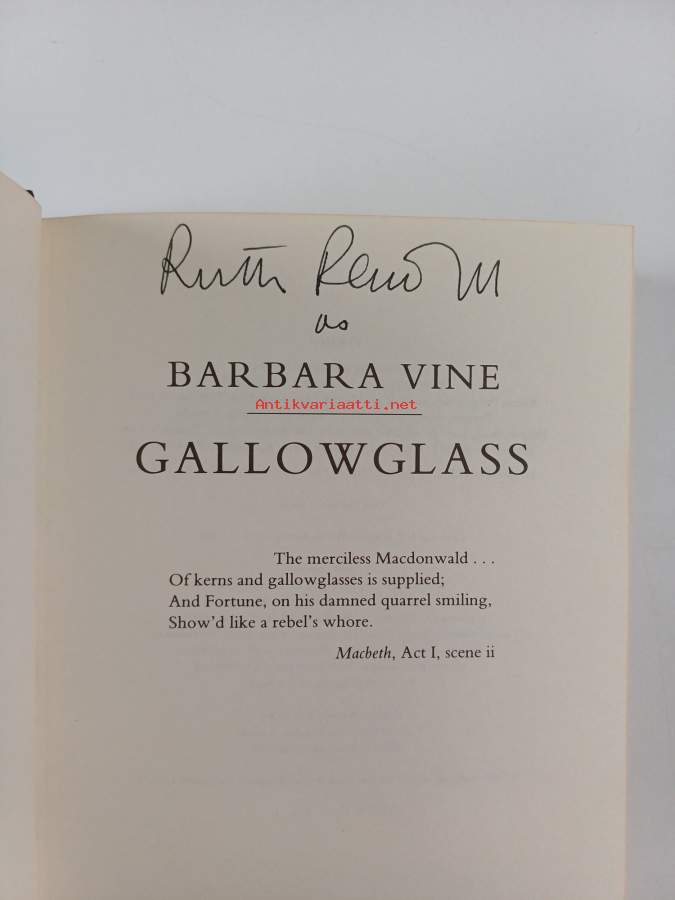 Ruth Rendell
as
BARBARA VINE
Antikvariaatti.net
GALLOWGLASS
The merciless Macdonwald . . .
Of kerns and gallowglasses is supplied;
And Fortune, on his damned quarrel smiling,
Show'd like a rebel's whore.
Macbeth, Act I, scene ii